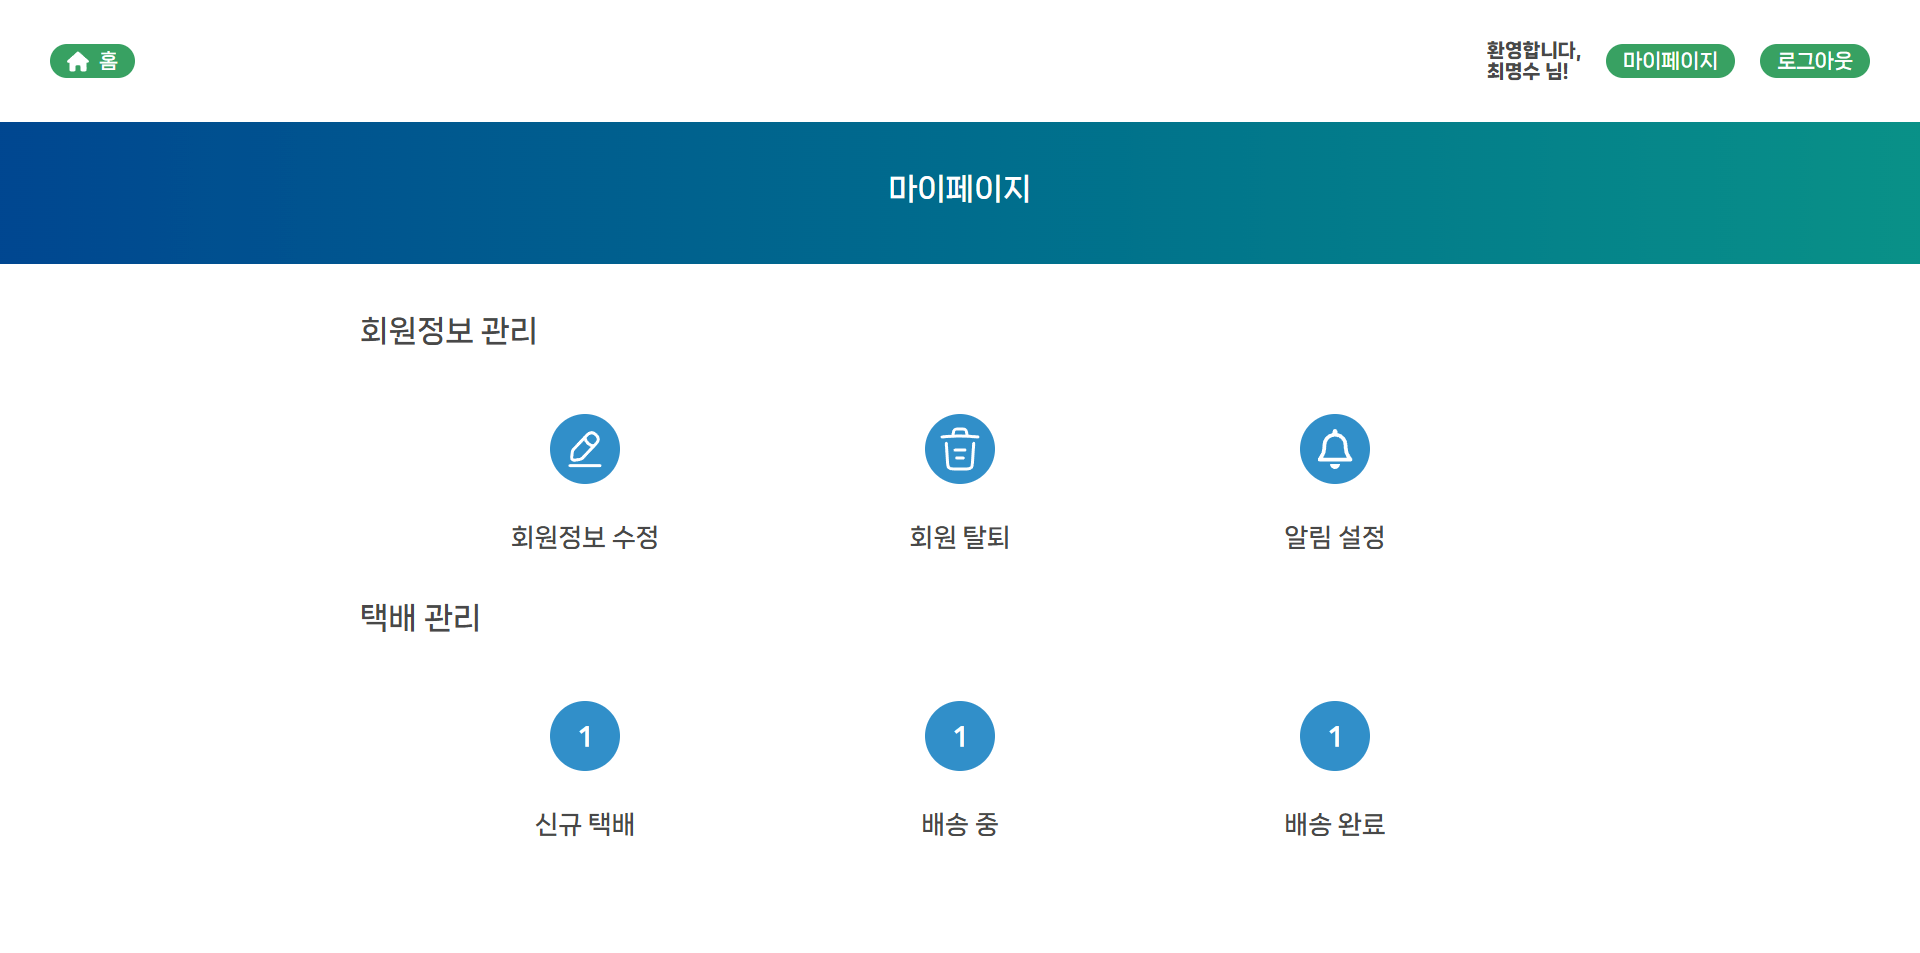 홈
환영합니다,
최명수 님!
마이페이지
로그아웃
마이페이지
회원정보 관리
회원정보 수정
회원 탈퇴
알림 설정
택배 관리
1
1
1
신규 택배
배송 중
배송 완료